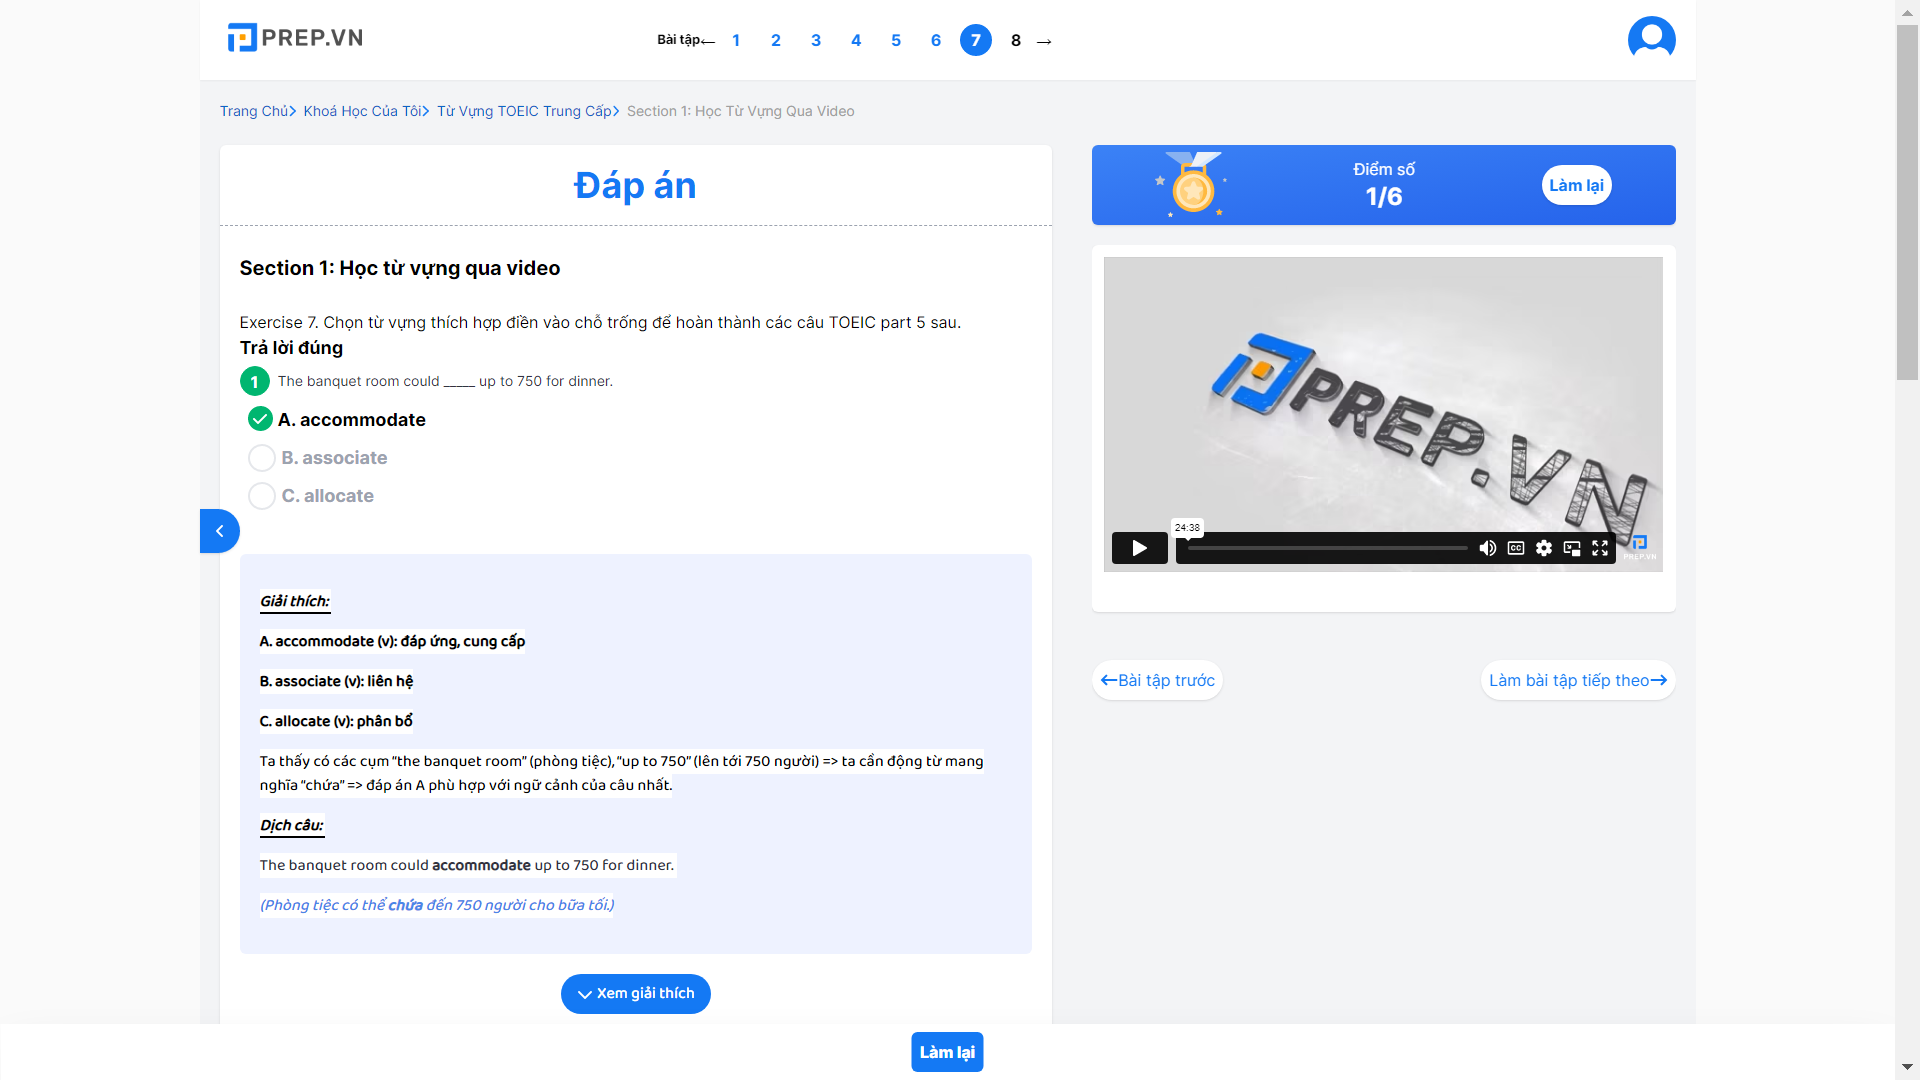 PREP.VN
Bài tập← 1 2 3 4 5 6 7 8 →
Trang Chủ> Khoá Học Của Tôi> Từ Vựng TOEIC Trung Cấp> Section 1: Học Từ Vựng Qua Video
Đáp án
Section 1: Học từ vựng qua video
Exercise 7. Chọn từ vựng thích hợp điền vào chỗ trống để hoàn thành các câu TOEIC part 5 sau.
Trả lời đúng
1 The banquet room could _____ up to 750 for dinner.
A. accommodate
B. associate
C. allocate
Giải thích:
A. accommodate (v): đáp ứng, cung cấp
B. associate (v): liên hệ
C. allocate (v): phân bổ
Ta thấy có các cụm “the banquet room” (phòng tiệc), “up to 750” (lên tới 750 người) => ta cần động từ mang
nghĩa “chứa” => đáp án A phù hợp với ngữ cảnh của câu nhất.
Dịch câu:
The banquet room could accommodate up to 750 for dinner.
(Phòng tiệc có thể chứa đến 750 người cho bữa tối.)
Xem giải thích
Điểm số
1/6
Làm lại
PREP.VN
24:38
CC
PREP.VN
←Bài tập trước
Làm bài tập tiếp theo→
Làm lại